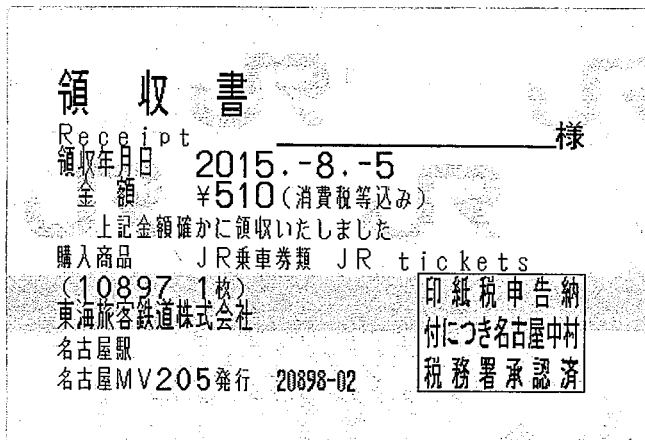 領収書
Receipt 様
領収年月日 2015.-8.-5
金額 ¥510(消費税等込み)
上記金額確かに領収いたしました
購入商品 JR乗車券類 JR tickets
(10897 1枚)
東海旅客鉄道株式会社
名古屋駅
名古屋MV205発行 20898-02
印紙税申告納
付につき名古屋中村
税務署承認済